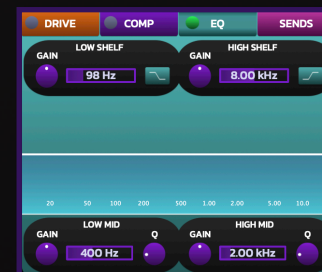 DRIVE COMP EQ SENDS
LOW SHELF HIGH SHELF
GAIN GAIN
98 Hz 8.00 kHz
20 50 100 200 500 1.00 2.00 5.00 10.0
LOW MID HIGH MID
GAIN Q GAIN Q
400 Hz 2.00 kHz